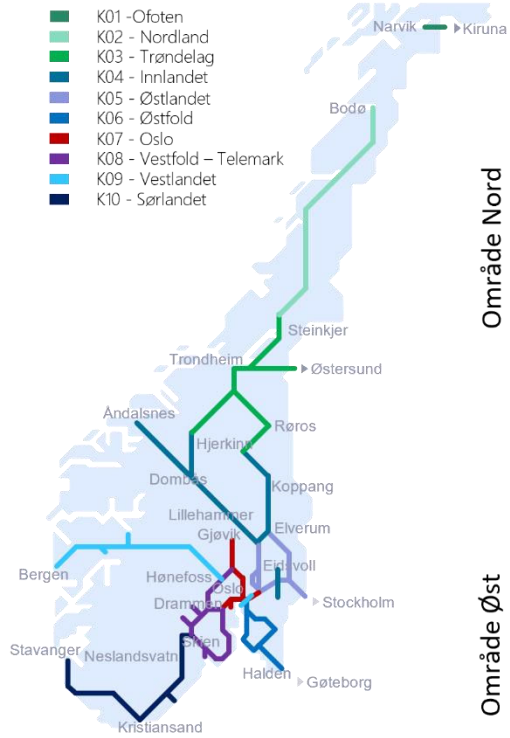 K01 -Ofoten
K02 - Nordland
K03 - Trøndelag
K04 - Innlandet
K05 - Østlandet
K06 - Østfold
K07 - Oslo
K08 - Vestfold – Telemark
K09 - Vestlandet
K10 - Sørlandet
Narvik
Kiruna
Bodø
Område Nord
Steinkjer
Trondheim
Østersund
Åndalsnes
Røros
Hjerkinn
Dombås
Koppang
Lillehammer
Elverum
Gjøvik
Eidsvoll
Hønefoss
Bergen
Oslo
Drammen
Stockholm
Område Øst
Skien
Stavanger
Neslandsvatn
Halden
Gøteborg
Kristiansand